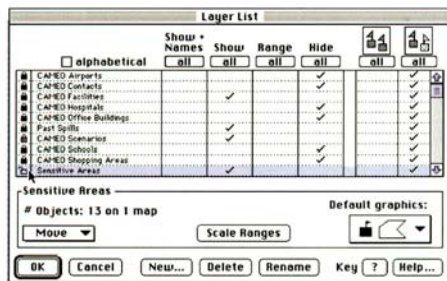 Layer List
Show + Names Show Range Hide
alphabetical all all all all all all
CAMEO Airports
CAMEO Contacts
CAMEO Facilities
CAMEO Hospitals
CAMEO Office Buildings
Past Spills
CAMEO Scenarios
CAMEO Schools
CAMEO Shopping Areas
Sensitive Areas
Sensitive Areas
# Objects: 13 on 1 map
Default graphics:
Move
Scale Ranges
OK Cancel New... Delete Rename Key ? Help...